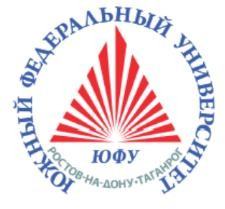 ЮЖНЫЙ ФЕДЕРАЛЬНЫЙ УНИВЕРСИТЕТ
ЮФУ
РОСТОВ-НА-ДОНУ·ТАГАНРОГ